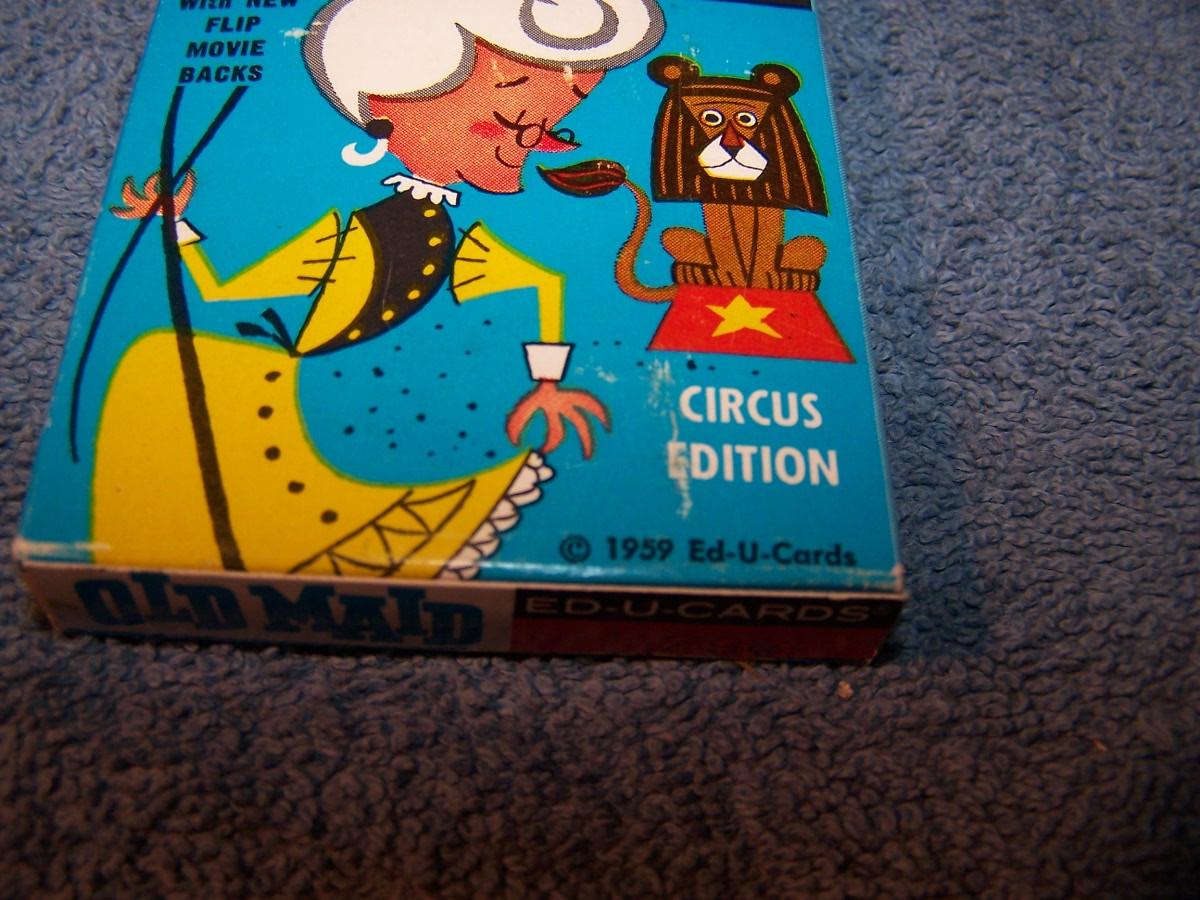 With NEW
FLIP
MOVIE
BACKS
CIRCUS
EDITION
© 1959 Ed-U-Cards
OLD MAID
ED-U-CARDS